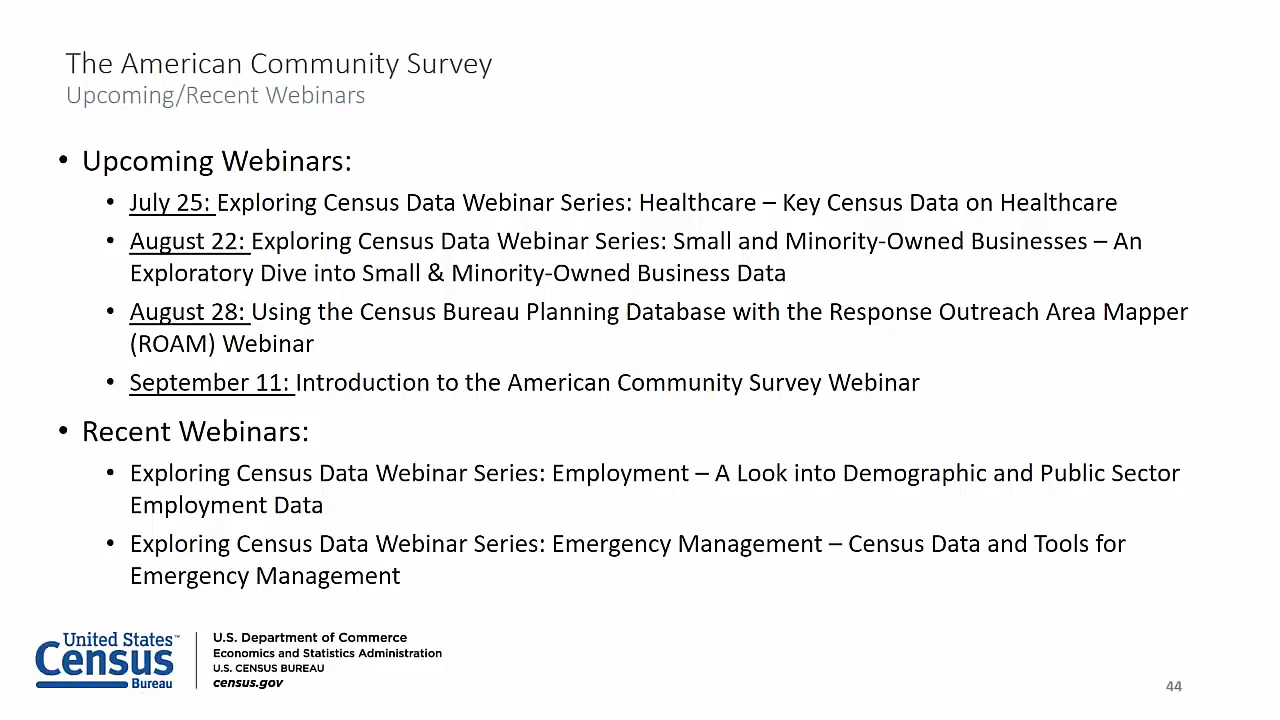 The American Community Survey
Upcoming/Recent Webinars
• Upcoming Webinars:
• July 25: Exploring Census Data Webinar Series: Healthcare – Key Census Data on Healthcare
• August 22: Exploring Census Data Webinar Series: Small and Minority-Owned Businesses – An
Exploratory Dive into Small & Minority-Owned Business Data
• August 28: Using the Census Bureau Planning Database with the Response Outreach Area Mapper
(ROAM) Webinar
• September 11: Introduction to the American Community Survey Webinar
• Recent Webinars:
• Exploring Census Data Webinar Series: Employment – A Look into Demographic and Public Sector
Employment Data
• Exploring Census Data Webinar Series: Emergency Management – Census Data and Tools for
Emergency Management
United States™
Census
Bureau
U.S. Department of Commerce
Economics and Statistics Administration
U.S. CENSUS BUREAU
census.gov
44